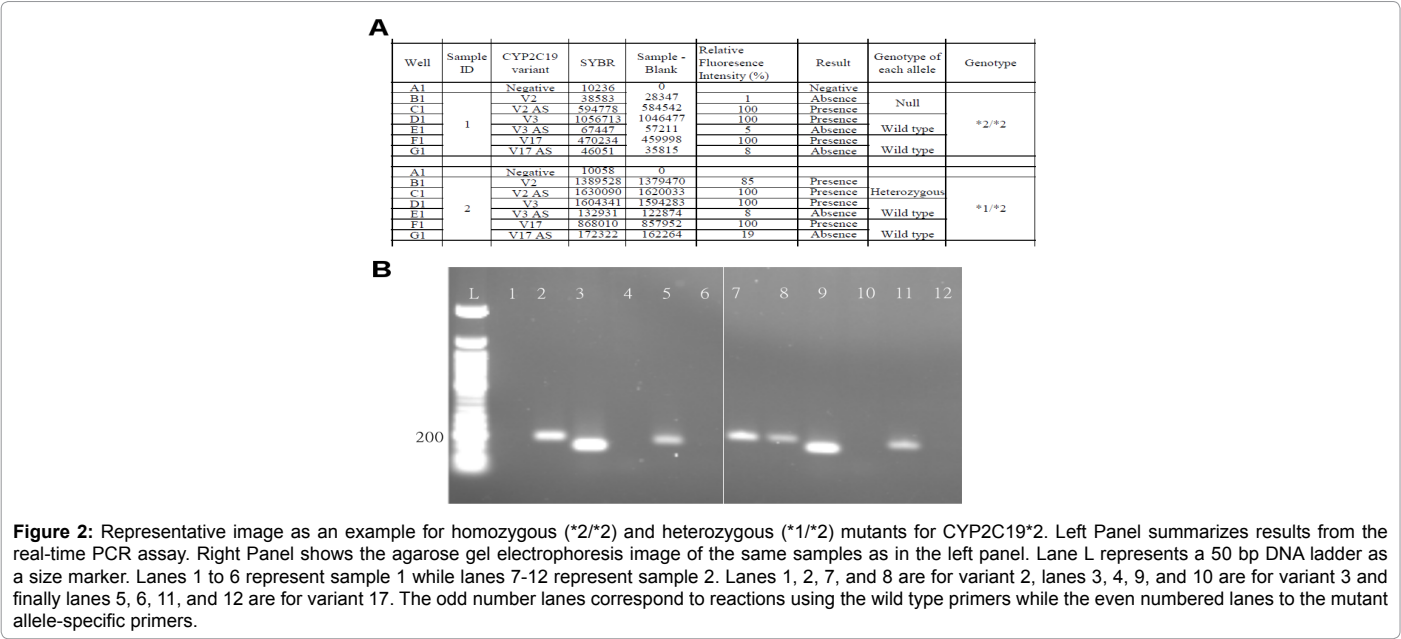 A
Well Sample ID CYP2C19 variant SYBR Sample - Blank Relative Fluoresence Intensity (%) Result Genotype of each allele Genotype
A1 Negative 10236 0 Negative
B1 V2 38583 28347 1 Absence Null
C1 V2 AS 594778 584542 100 Presence
D1 1 V3 1056713 1046477 100 Presence *2/*2
E1 V3 AS 67447 57211 5 Absence Wild type
F1 V17 470234 459998 100 Presence
G1 V17 AS 46051 35815 8 Absence Wild type
A1 Negative 10058 0
B1 V2 1389528 1379470 85 Presence
C1 V2 AS 1630090 1620033 100 Presence Heterozygous
D1 2 V3 1604341 1594283 100 Presence *1/*2
E1 V3 AS 132931 122874 8 Absence Wild type
F1 V17 868010 857952 100 Presence
G1 V17 AS 172322 162264 19 Absence Wild type
B
L 1 2 3 4 5 6 7 8 9 10 11 12
200
Figure 2: Representative image as an example for homozygous (*2/*2) and heterozygous (*1/*2) mutants for CYP2C19*2. Left Panel summarizes results from the
real-time PCR assay. Right Panel shows the agarose gel electrophoresis image of the same samples as in the left panel. Lane L represents a 50 bp DNA ladder as
a size marker. Lanes 1 to 6 represent sample 1 while lanes 7-12 represent sample 2. Lanes 1, 2, 7, and 8 are for variant 2, lanes 3, 4, 9, and 10 are for variant 3 and
finally lanes 5, 6, 11, and 12 are for variant 17. The odd number lanes correspond to reactions using the wild type primers while the even numbered lanes to the mutant
allele-specific primers.